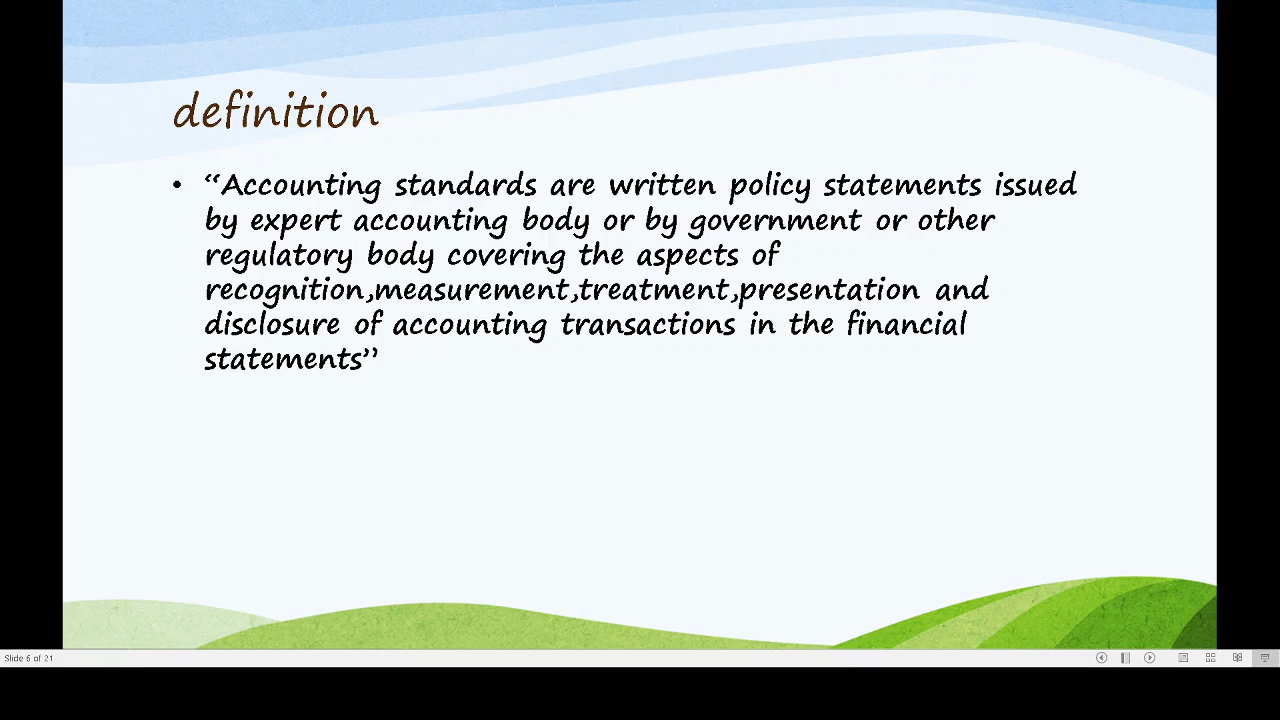 definition
• “Accounting standards are written policy statements issued
by expert accounting body or by government or other
regulatory body covering the aspects of
recognition,measurement,treatment,presentation and
disclosure of accounting transactions in the financial
statements”
Slide 6 of 21